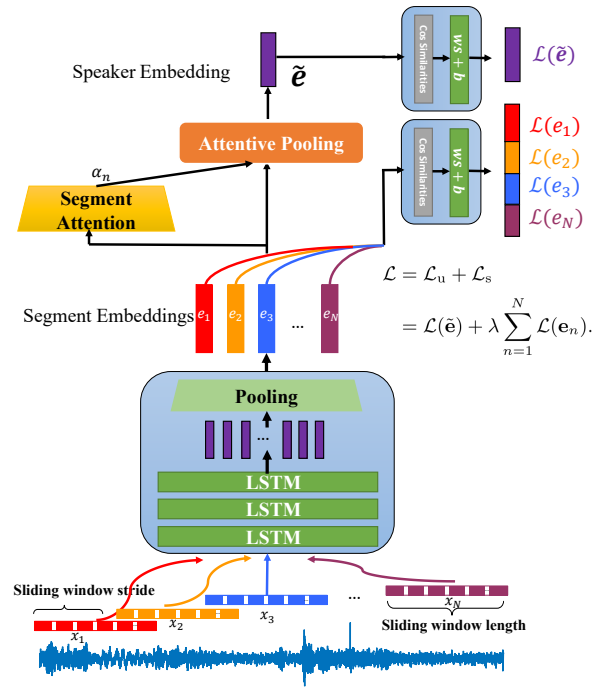 Speaker Embedding
ẽ
Cos Similarities
ws + b
ℒ(ẽ)
Attentive Pooling
α_n
Segment
Attention
Cos Similarities
ws + b
ℒ(e_1)
ℒ(e_2)
ℒ(e_3)
ℒ(e_N)
ℒ = ℒ_u + ℒ_s
= ℒ(ẽ) + λ ∑_{n=1}^{N} ℒ(e_n).
Segment Embeddings
e_1 e_2 e_3 ... e_N
Pooling
...
LSTM
LSTM
LSTM
Sliding window stride
x_1
x_2
x_3
...
x_N
Sliding window length